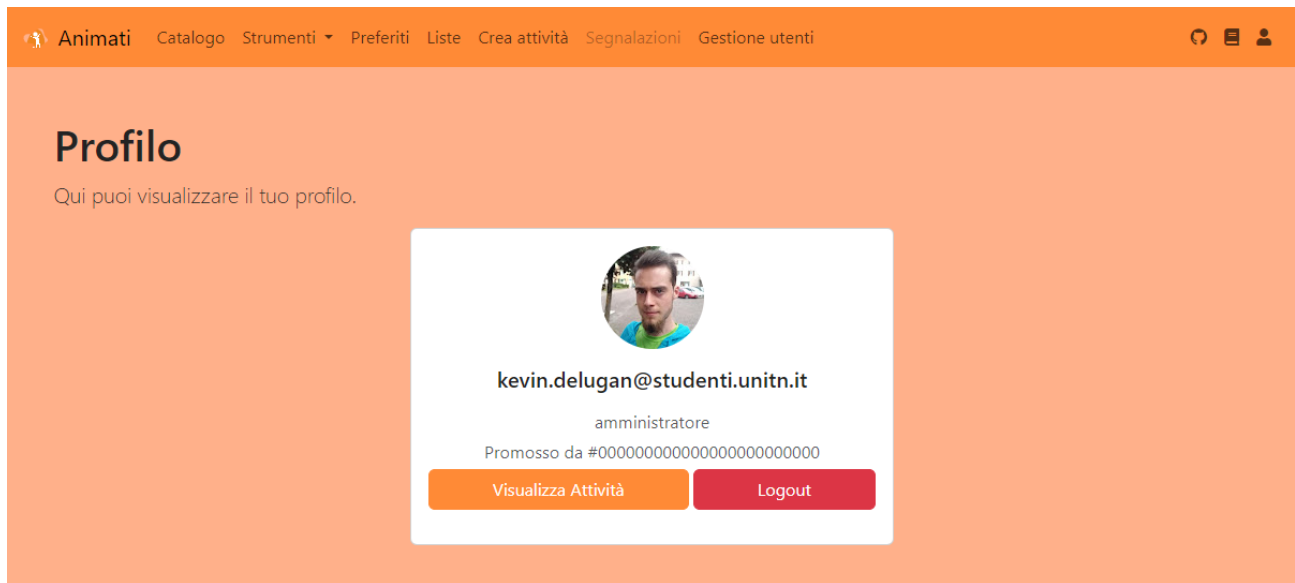 Animati Catalogo Strumenti Preferiti Liste Crea attività Segnalazioni Gestione utenti
Profilo
Qui puoi visualizzare il tuo profilo.
kevin.delugan@studenti.unitn.it
amministratore
Promosso da #000000000000000000000000
Visualizza Attività Logout